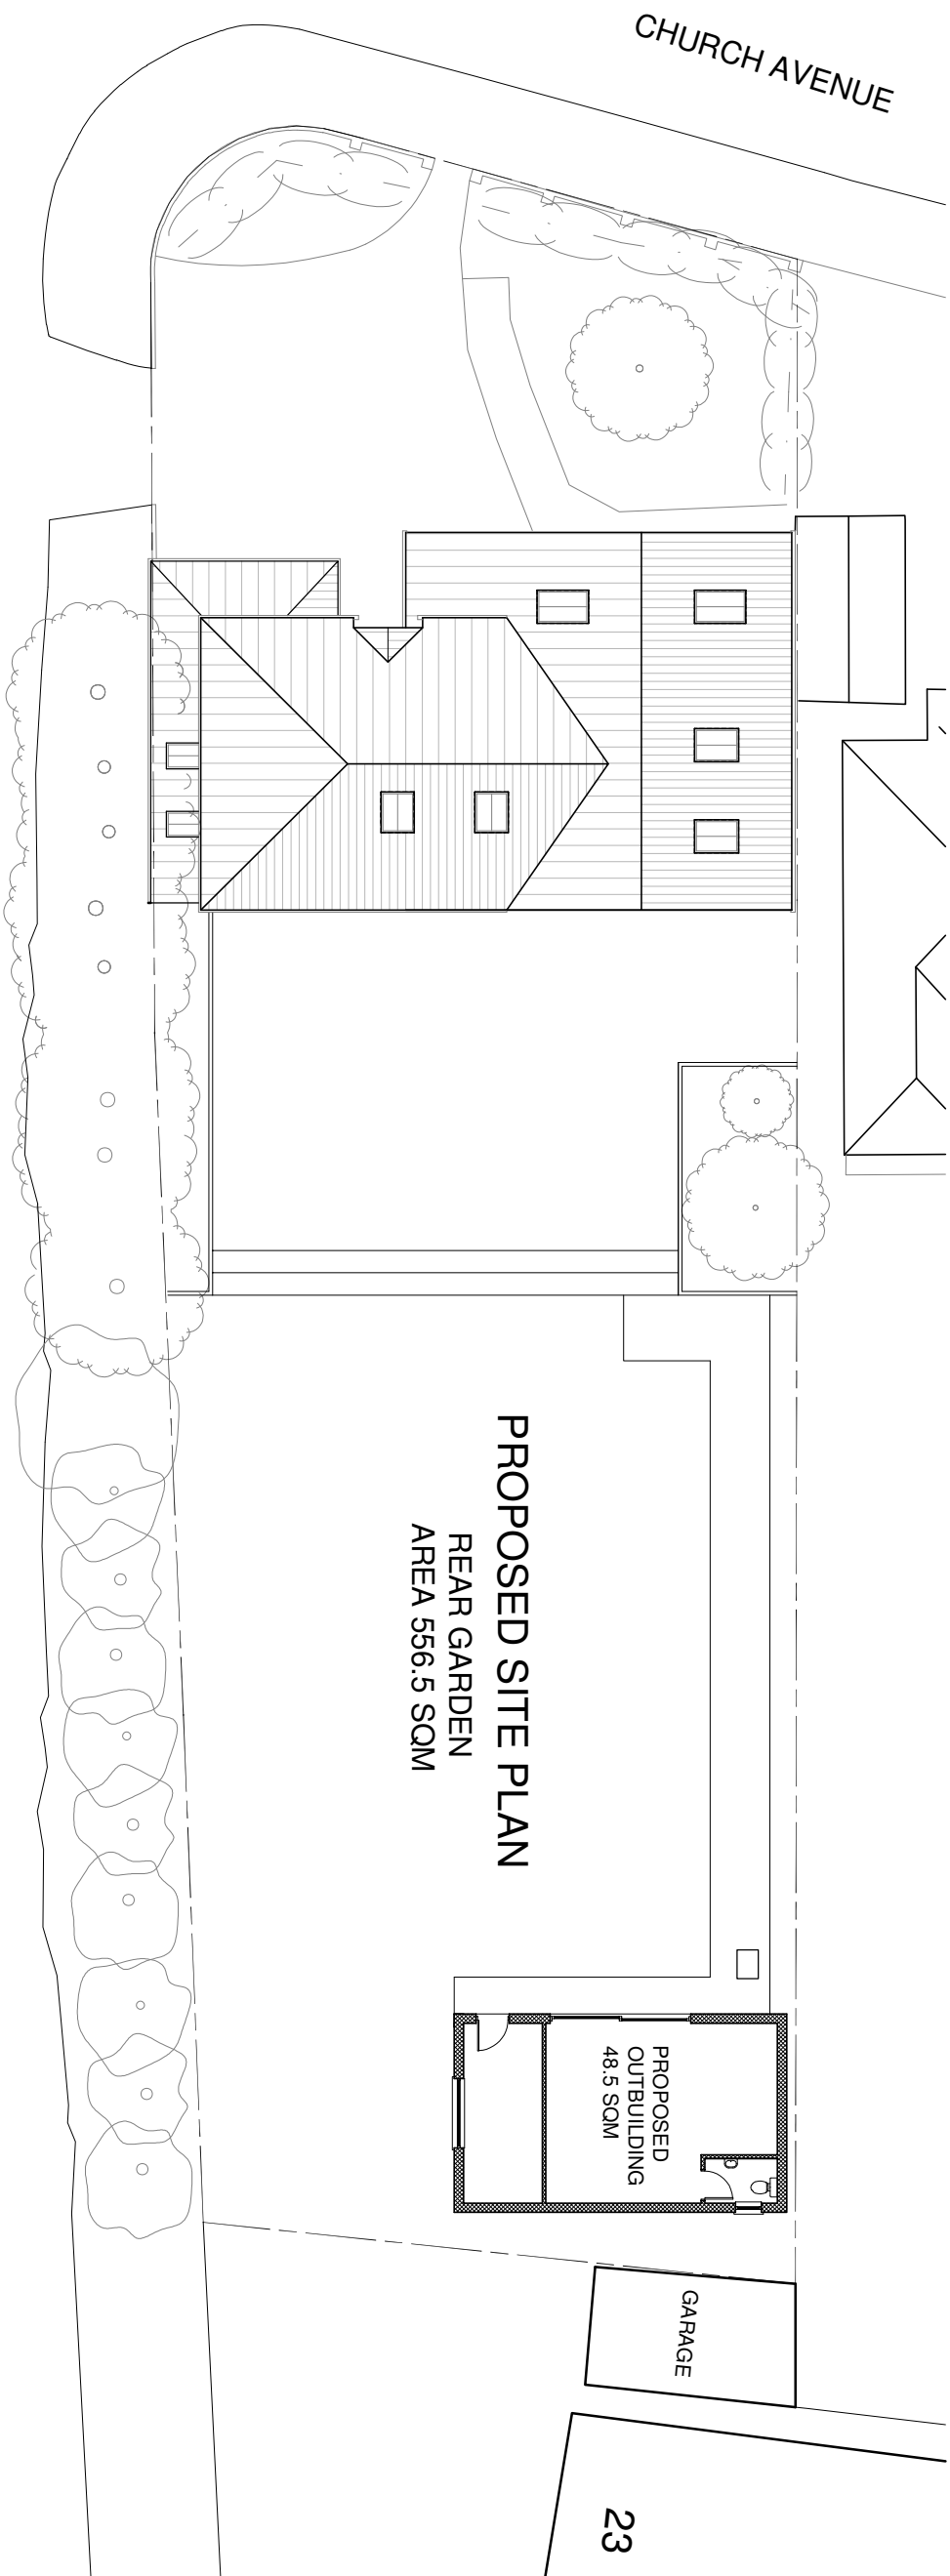 CHURCH AVENUE
PROPOSED SITE PLAN
REAR GARDEN
AREA 556.5 SQM
PROPOSED
OUTBUILDING
48.5 SQM
GARAGE
23